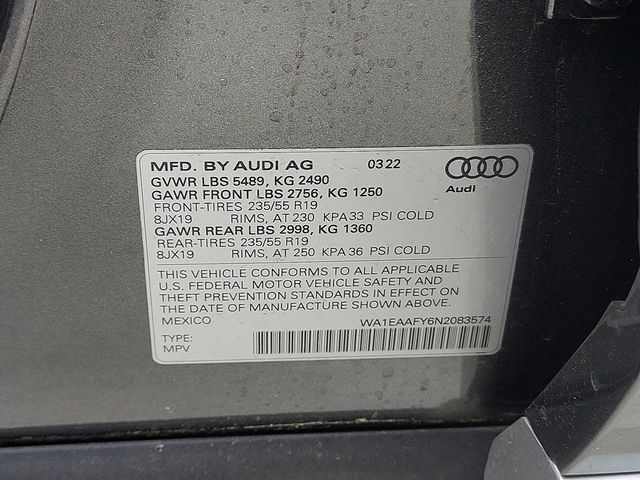 MFD. BY AUDI AG 03 22
GVWR LBS 5489, KG 2490
GAWR FRONT LBS 2756, KG 1250
FRONT-TIRES 235/55 R19
8JX19 RIMS, AT 230 KPA 33 PSI COLD
GAWR REAR LBS 2998, KG 1360
REAR-TIRES 235/55 R19
8JX19 RIMS, AT 250 KPA 36 PSI COLD
Audi
THIS VEHICLE CONFORMS TO ALL APPLICABLE
U.S. FEDERAL MOTOR VEHICLE SAFETY AND
THEFT PREVENTION STANDARDS IN EFFECT ON
THE DATE OF MANUFACTURE SHOWN ABOVE.
MEXICO WA1EAAFY6N2083574
TYPE:
MPV